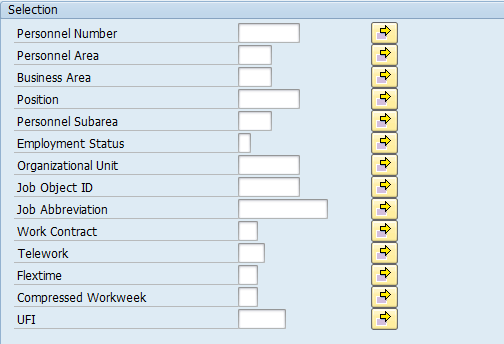 Selection
Personnel Number
Personnel Area
Business Area
Position
Personnel Subarea
Employment Status
Organizational Unit
Job Object ID
Job Abbreviation
Work Contract
Telework
Flextime
Compressed Workweek
UFI